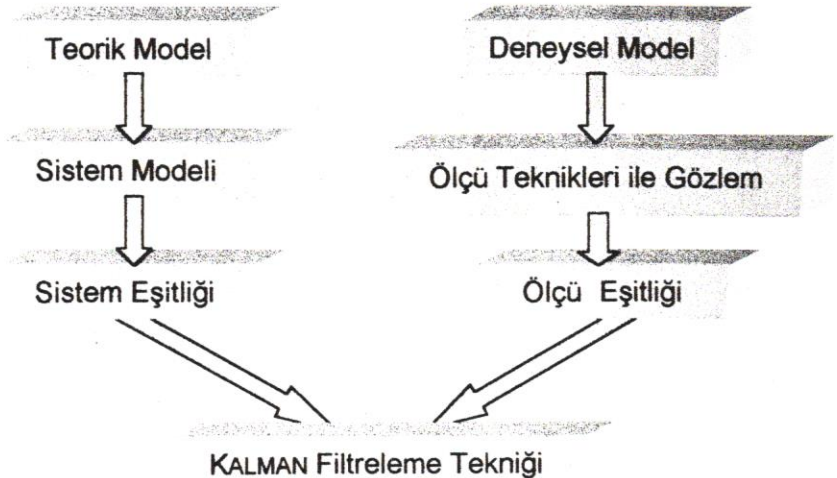 Teorik Model
Deneysel Model
Sistem Modeli
Ölçü Teknikleri ile Gözlem
Sistem Eşitliği
Ölçü Eşitliği
KALMAN Filtreleme Tekniği